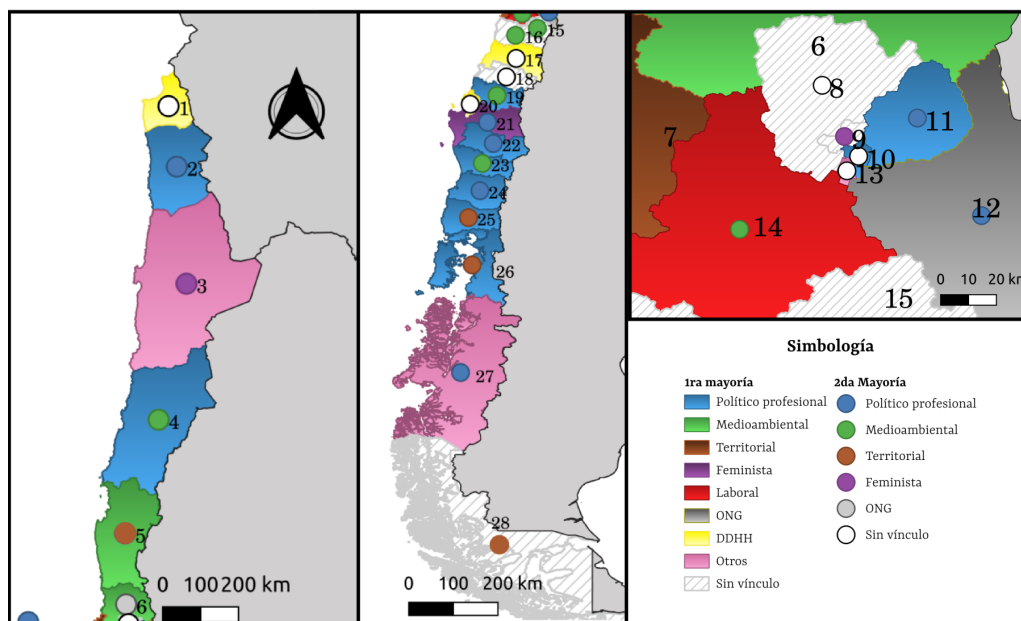 1
2
3
4
5
6
0 100 200 km
15
16
17
18
19
20
21
22
23
24
25
26
27
28
0 100 200 km
6
7
8
9
10
11
12
13
14
15
0 10 20 km
Simbología
1ra mayoría
Político profesional
Medioambiental
Territorial
Feminista
Laboral
ONG
DDHH
Otros
Sin vínculo
2da Mayoría
Político profesional
Medioambiental
Territorial
Feminista
ONG
Sin vínculo